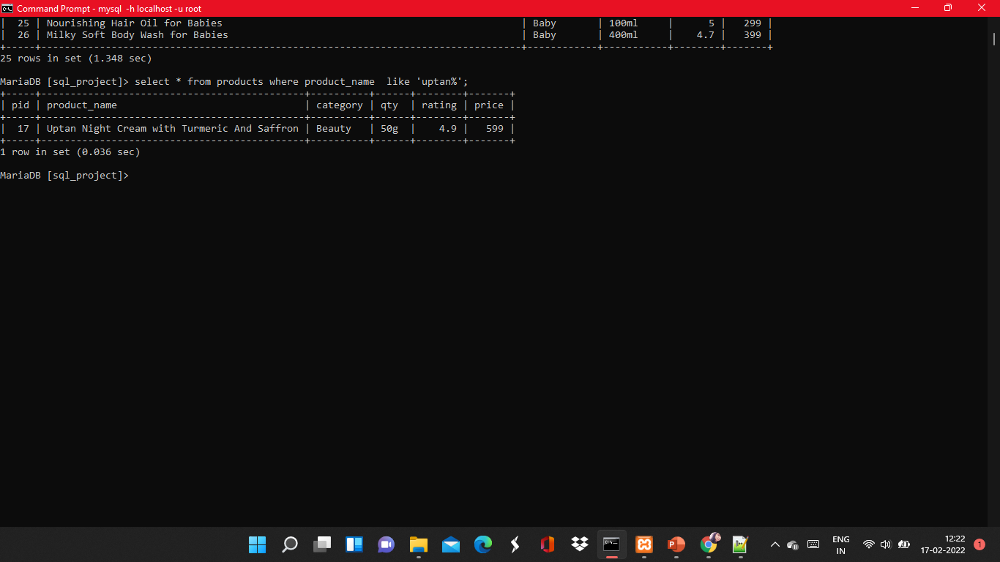 Command Prompt - mysql -h localhost -u root
| 25 | Nourishing Hair Oil for Babies | Baby | 100ml | 5 | 299 |
| 26 | Milky Soft Body Wash for Babies | Baby | 400ml | 4.7 | 399 |
25 rows in set (1.348 sec)
MariaDB [sql_project]> select * from products where product_name  like 'uptan%';
| pid | product_name | category | qty | rating | price |
| 17 | Uptan Night Cream with Turmeric And Saffron | Beauty | 50g | 4.9 | 599 |
1 row in set (0.036 sec)
MariaDB [sql_project]>
ENG
IN
12:22
17-02-2022
1